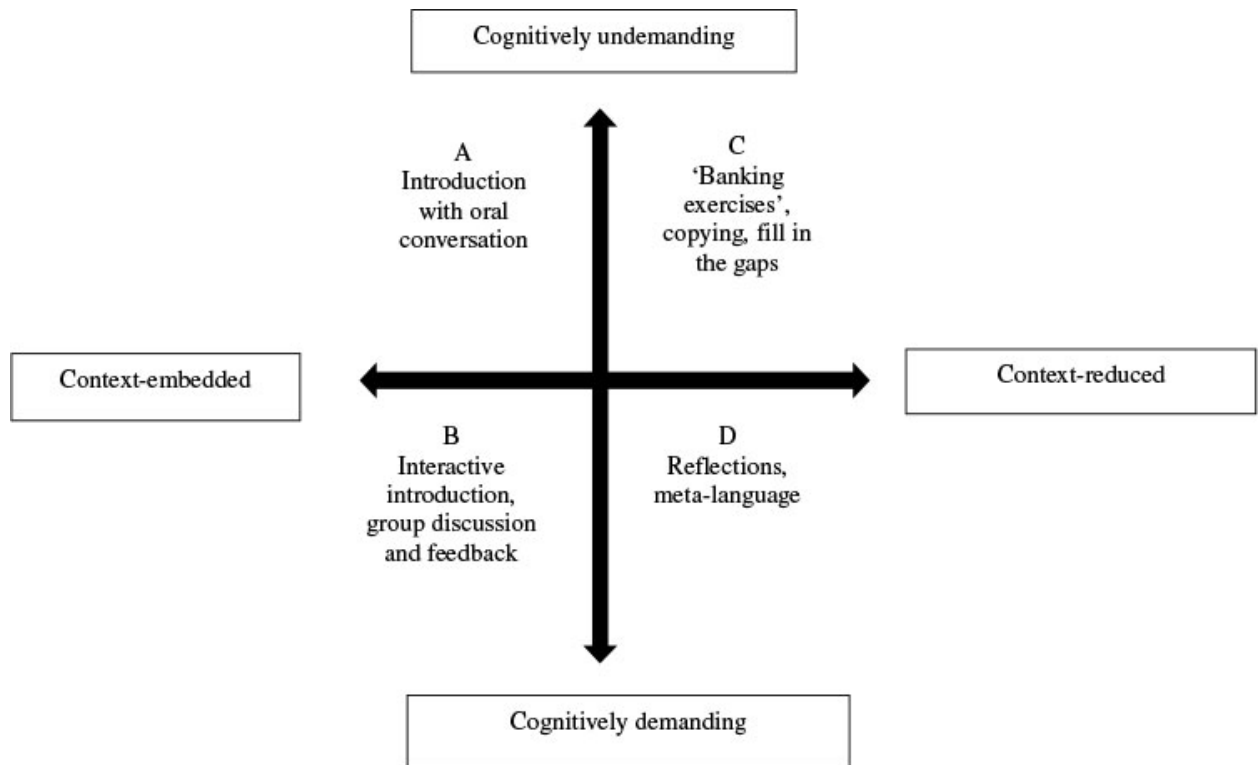 Cognitively undemanding
A
Introduction
with oral
conversation
C
‘Banking
exercises’,
copying, fill in
the gaps
Context-embedded
Context-reduced
B
Interactive
introduction,
group discussion
and feedback
D
Reflections,
meta-language
Cognitively demanding